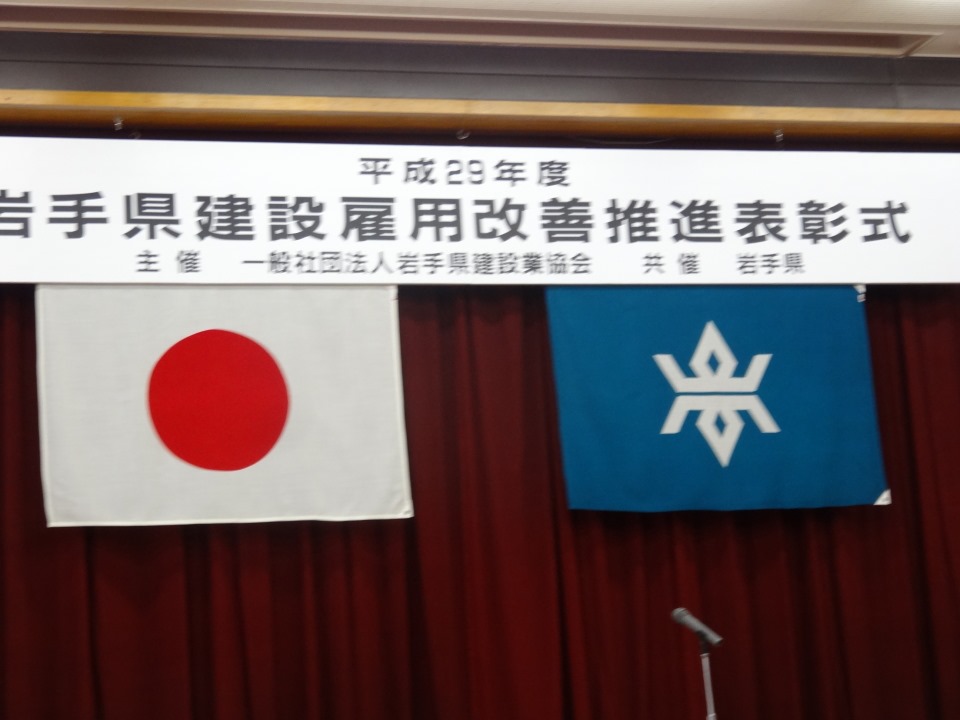 平成29年度
岩手県建設雇用改善推進表彰式
主催 一般社団法人岩手県建設業協会 共催 岩手県